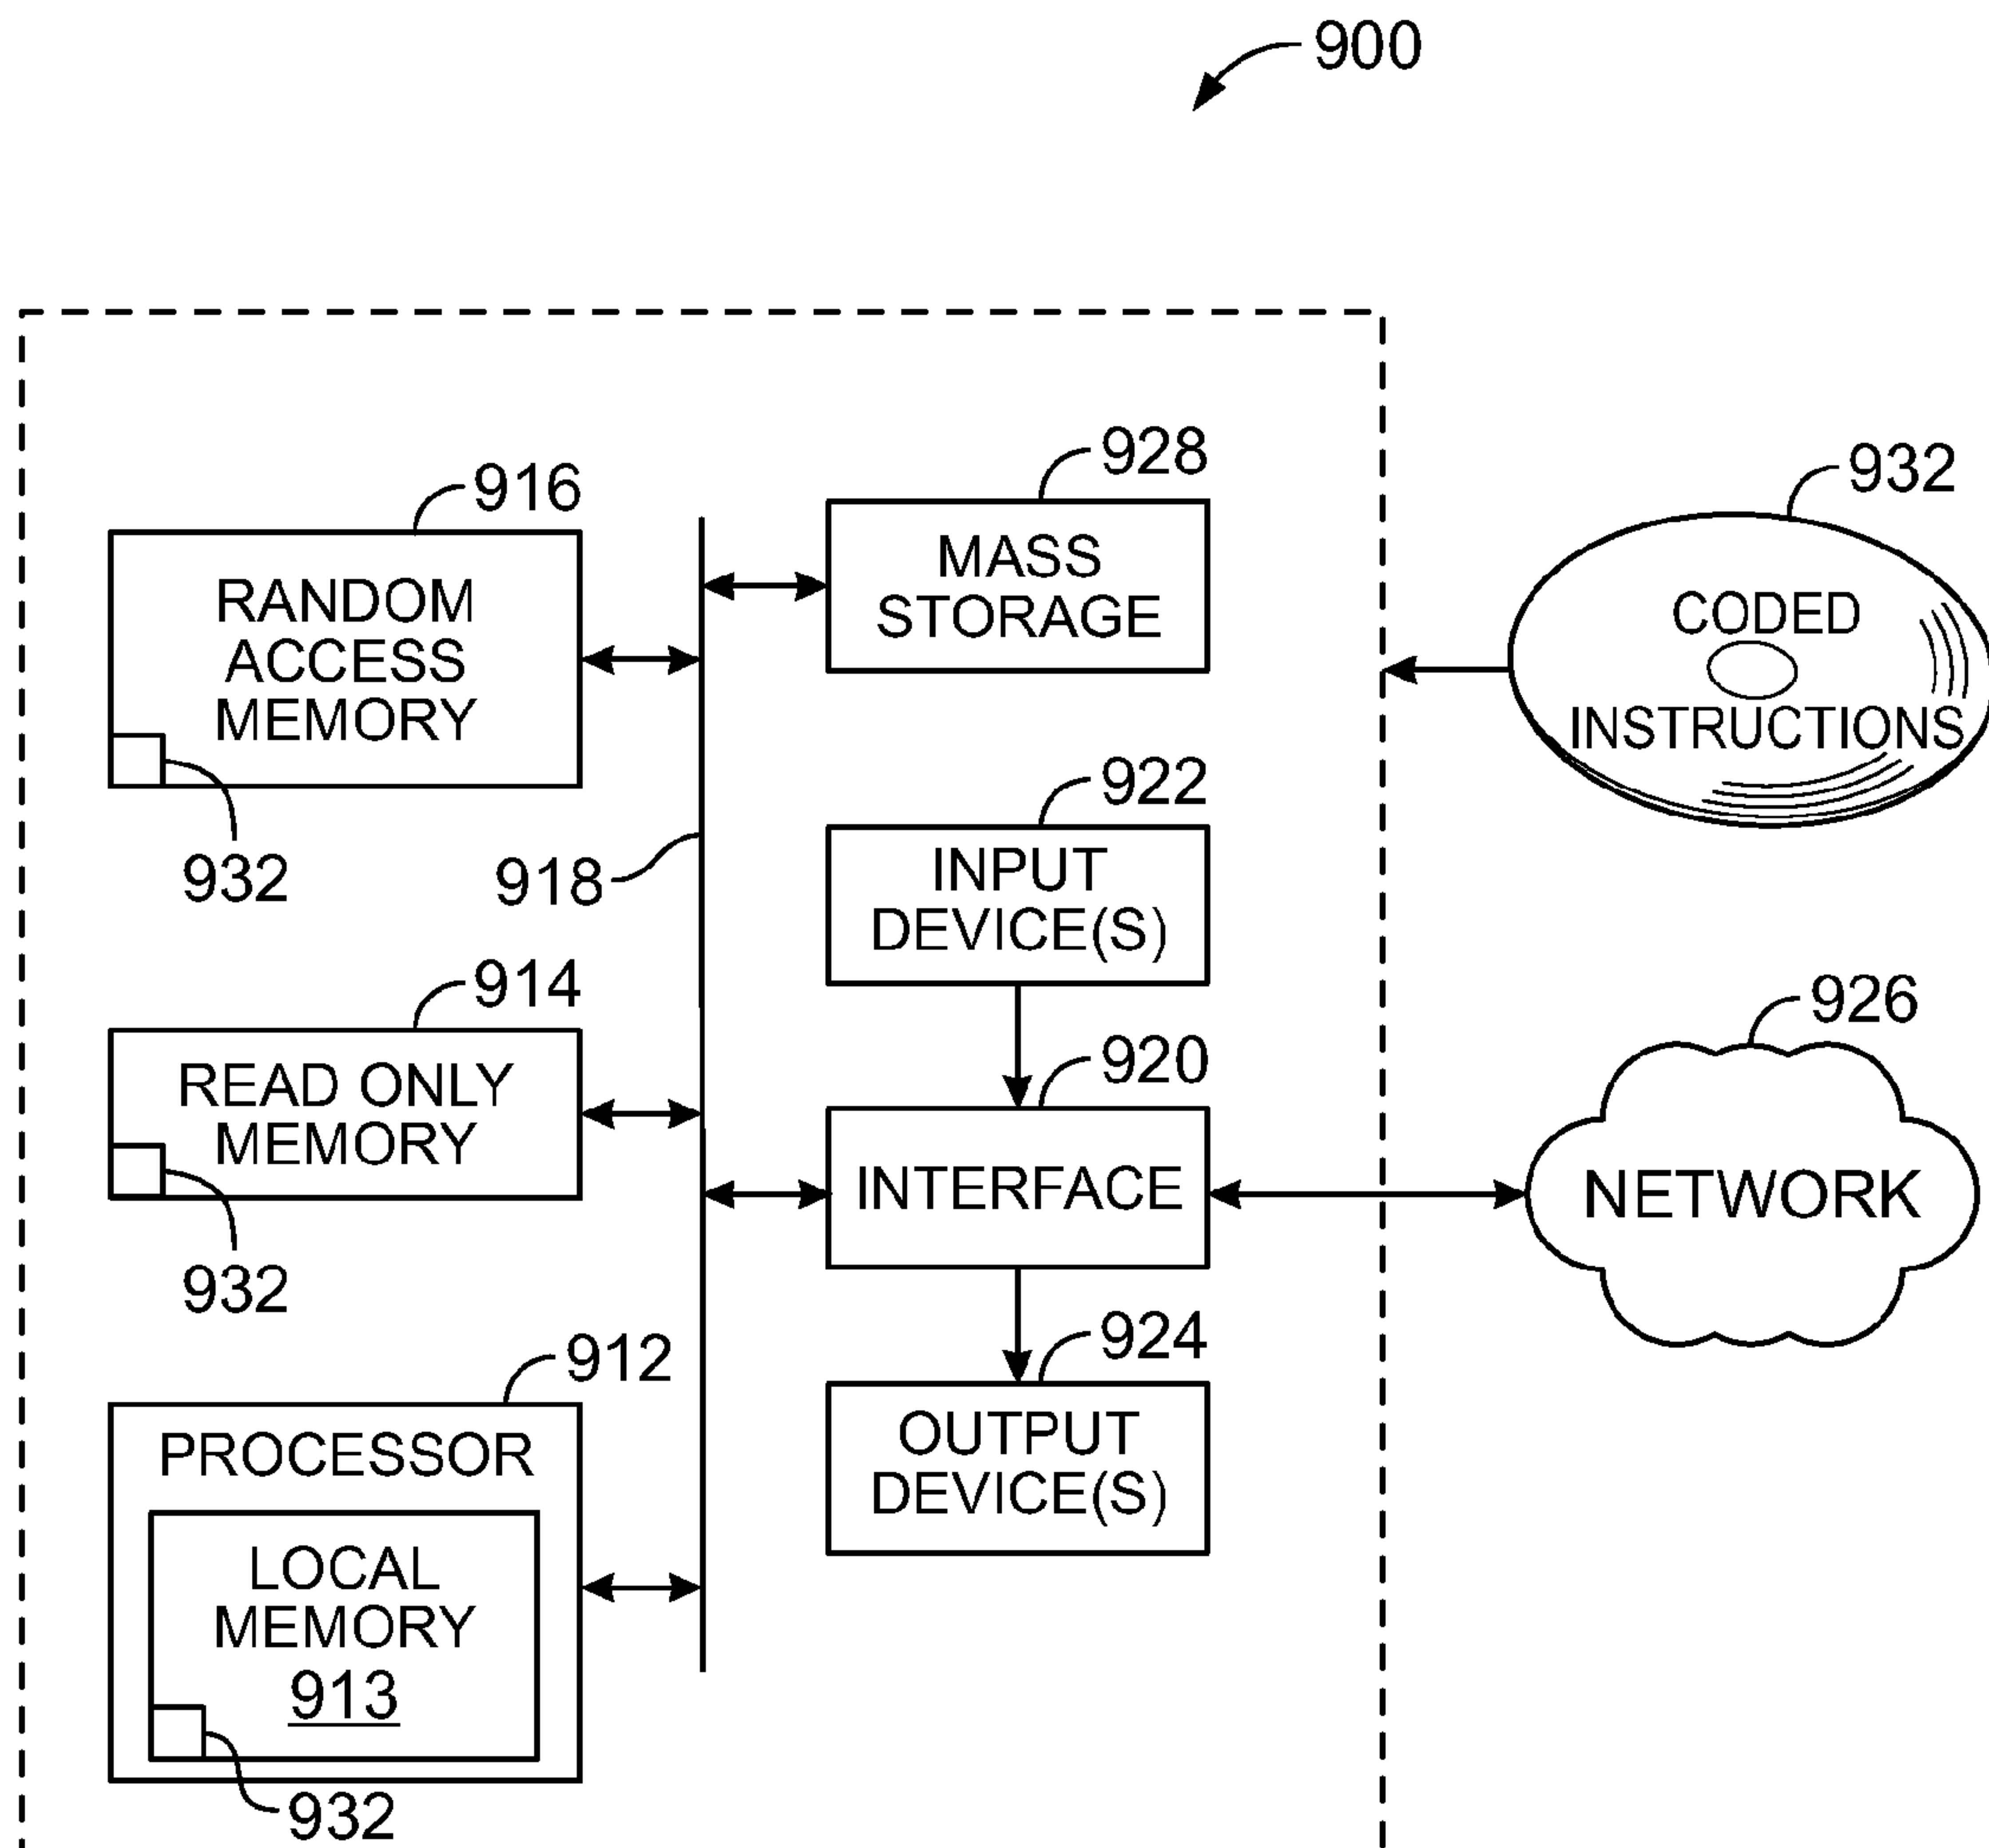 900
916
RANDOM
ACCESS
MEMORY
932
918
928
MASS
STORAGE
932
CODED
INSTRUCTIONS
922
INPUT
DEVICE(S)
914
READ ONLY
MEMORY
932
920
INTERFACE
926
NETWORK
912
PROCESSOR
LOCAL
MEMORY
913
932
924
OUTPUT
DEVICE(S)